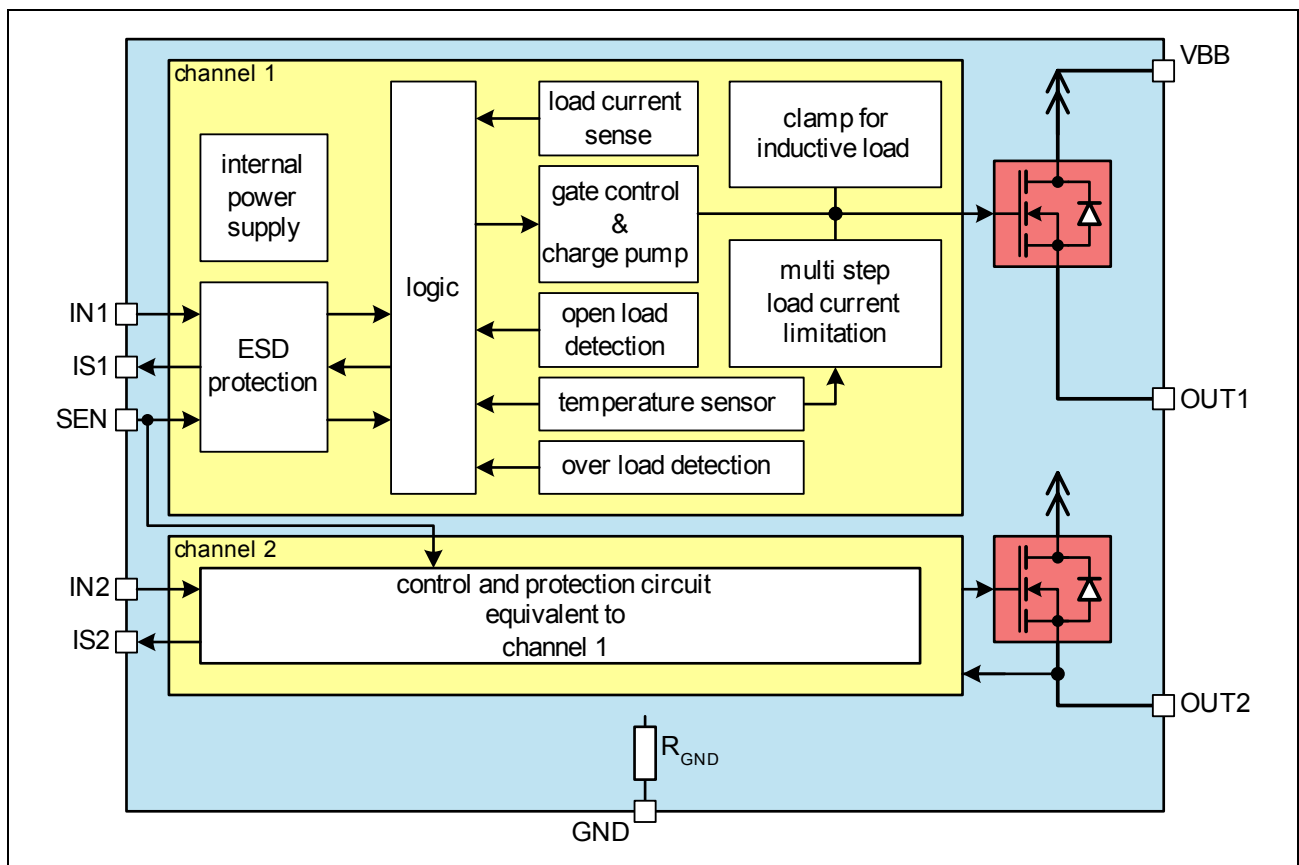 VBB
channel 1
internal
power
supply
logic
load current
sense
clamp for
inductive load
gate control
&
charge pump
multi step
load current
limitation
open load
detection
temperature sensor
over load detection
IN1
IS1
SEN
ESD
protection
OUT1
channel 2
IN2
IS2
control and protection circuit
equivalent to
channel 1
OUT2
RGND
GND